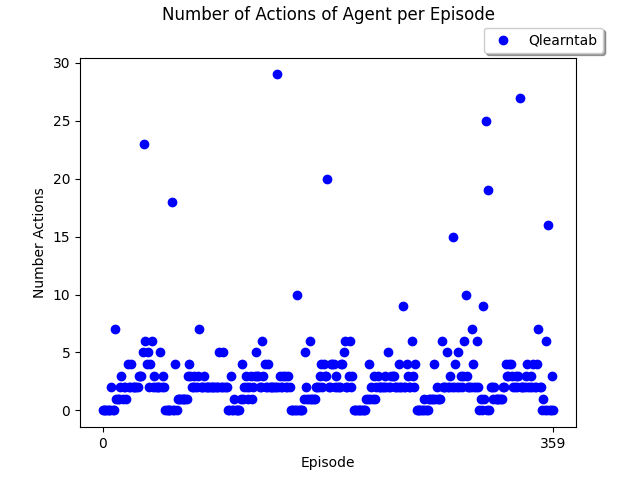 Number of Actions of Agent per Episode
Qlearntab
30
25
20
15
10
5
0
Number Actions
0 359
Episode